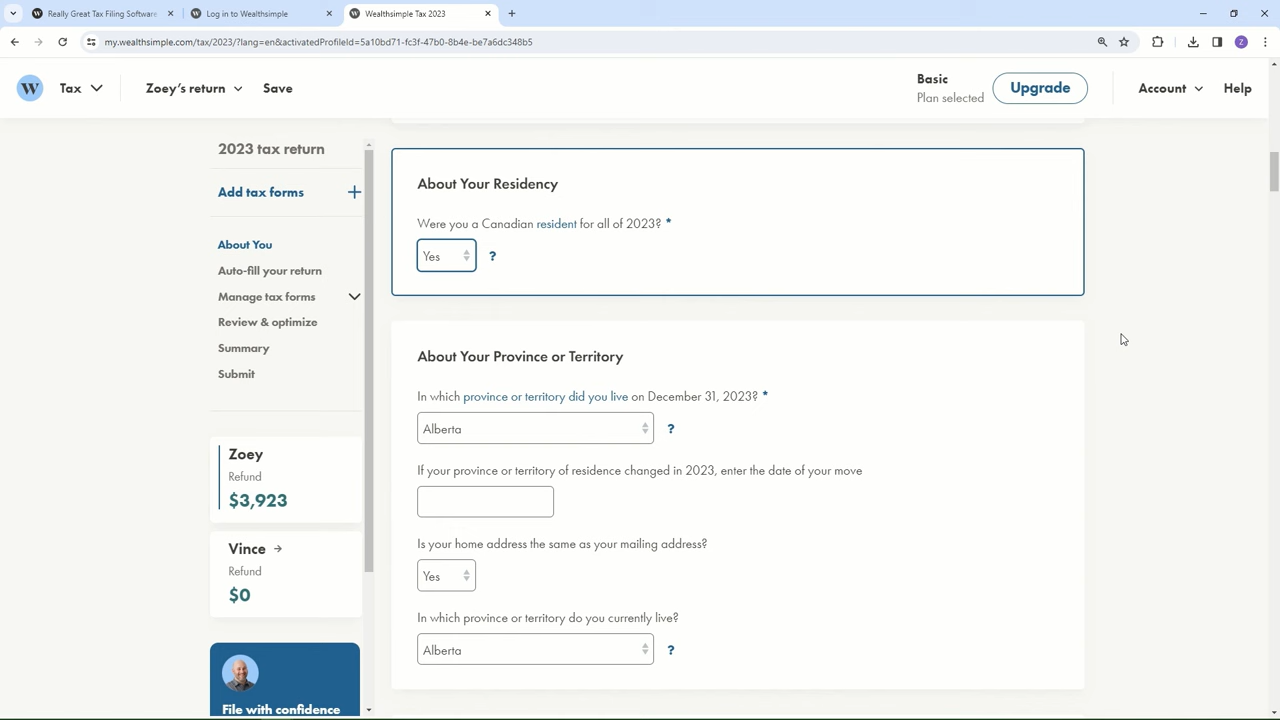 Really Great Tax Filing Software
Log in to Wealthsimple
Wealthsimple Tax 2023
my.wealthsimple.com/tax/2023/?lang=en&activatedProfileId=5a10bd71-fc3f-47b0-8b4e-be7a6dc348b5
Z
W
Tax
Zoey's return
Save
Basic
Plan selected
Upgrade
Account
Help
2023 tax return
Add tax forms +
About You
Auto-fill your return
Manage tax forms
Review & optimize
Summary
Submit
Zoey
Refund
$3,923
Vince →
Refund
$0
File with confidence
About Your Residency
Were you a Canadian resident for all of 2023? *
Yes ?
About Your Province or Territory
In which province or territory did you live on December 31, 2023? *
Alberta ?
If your province or territory of residence changed in 2023, enter the date of your move
Is your home address the same as your mailing address?
Yes
In which province or territory do you currently live?
Alberta ?